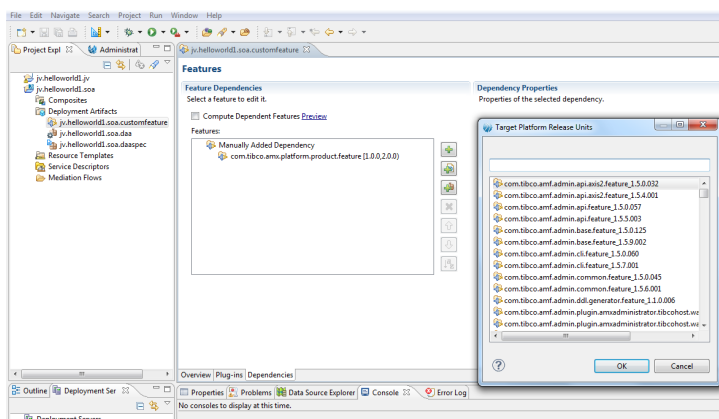 File Edit Navigate Search Project Run Window Help
Project Expl
Administrat
jv.helloworld1.jv
jv.helloworld1.soa
Composites
Deployment Artifacts
jv.helloworld1.soa.customfeature
jv.helloworld1.soa.daa
jv.helloworld1.soa.daaspec
Resource Templates
Service Descriptors
Mediation Flows
jv.helloworld1.soa.customfeature
Features
Feature Dependencies
Select a feature to edit it.
Compute Dependent Features Preview
Features:
Manually Added Dependency
com.tibco.amx.platform.product.feature [1.0.0,2.0.0)
Dependency Properties
Properties of the selected dependency.
Target Platform Release Units
com.tibco.amf.admin.api.axis2.feature_1.5.0.032
com.tibco.amf.admin.api.axis2.feature_1.5.4.001
com.tibco.amf.admin.api.feature_1.5.0.057
com.tibco.amf.admin.api.feature_1.5.5.003
com.tibco.amf.admin.base.feature_1.5.0.125
com.tibco.amf.admin.base.feature_1.5.9.002
com.tibco.amf.admin.cli.feature_1.5.0.060
com.tibco.amf.admin.cli.feature_1.5.7.001
com.tibco.amf.admin.common.feature_1.5.0.045
com.tibco.amf.admin.common.feature_1.5.6.001
com.tibco.amf.admin.ddl.generator.feature_1.1.0.006
com.tibco.amf.admin.plugin.amxadministrator.tibcohost.wa
com.tibco.amf.admin.plugin.amxadministrator.tibcohost.wa
OK
Cancel
Overview Plug-ins Dependencies
Outline
Deployment Ser
Properties Problems Data Source Explorer Console Error Log
No consoles to display at this time.
Deployment Servers